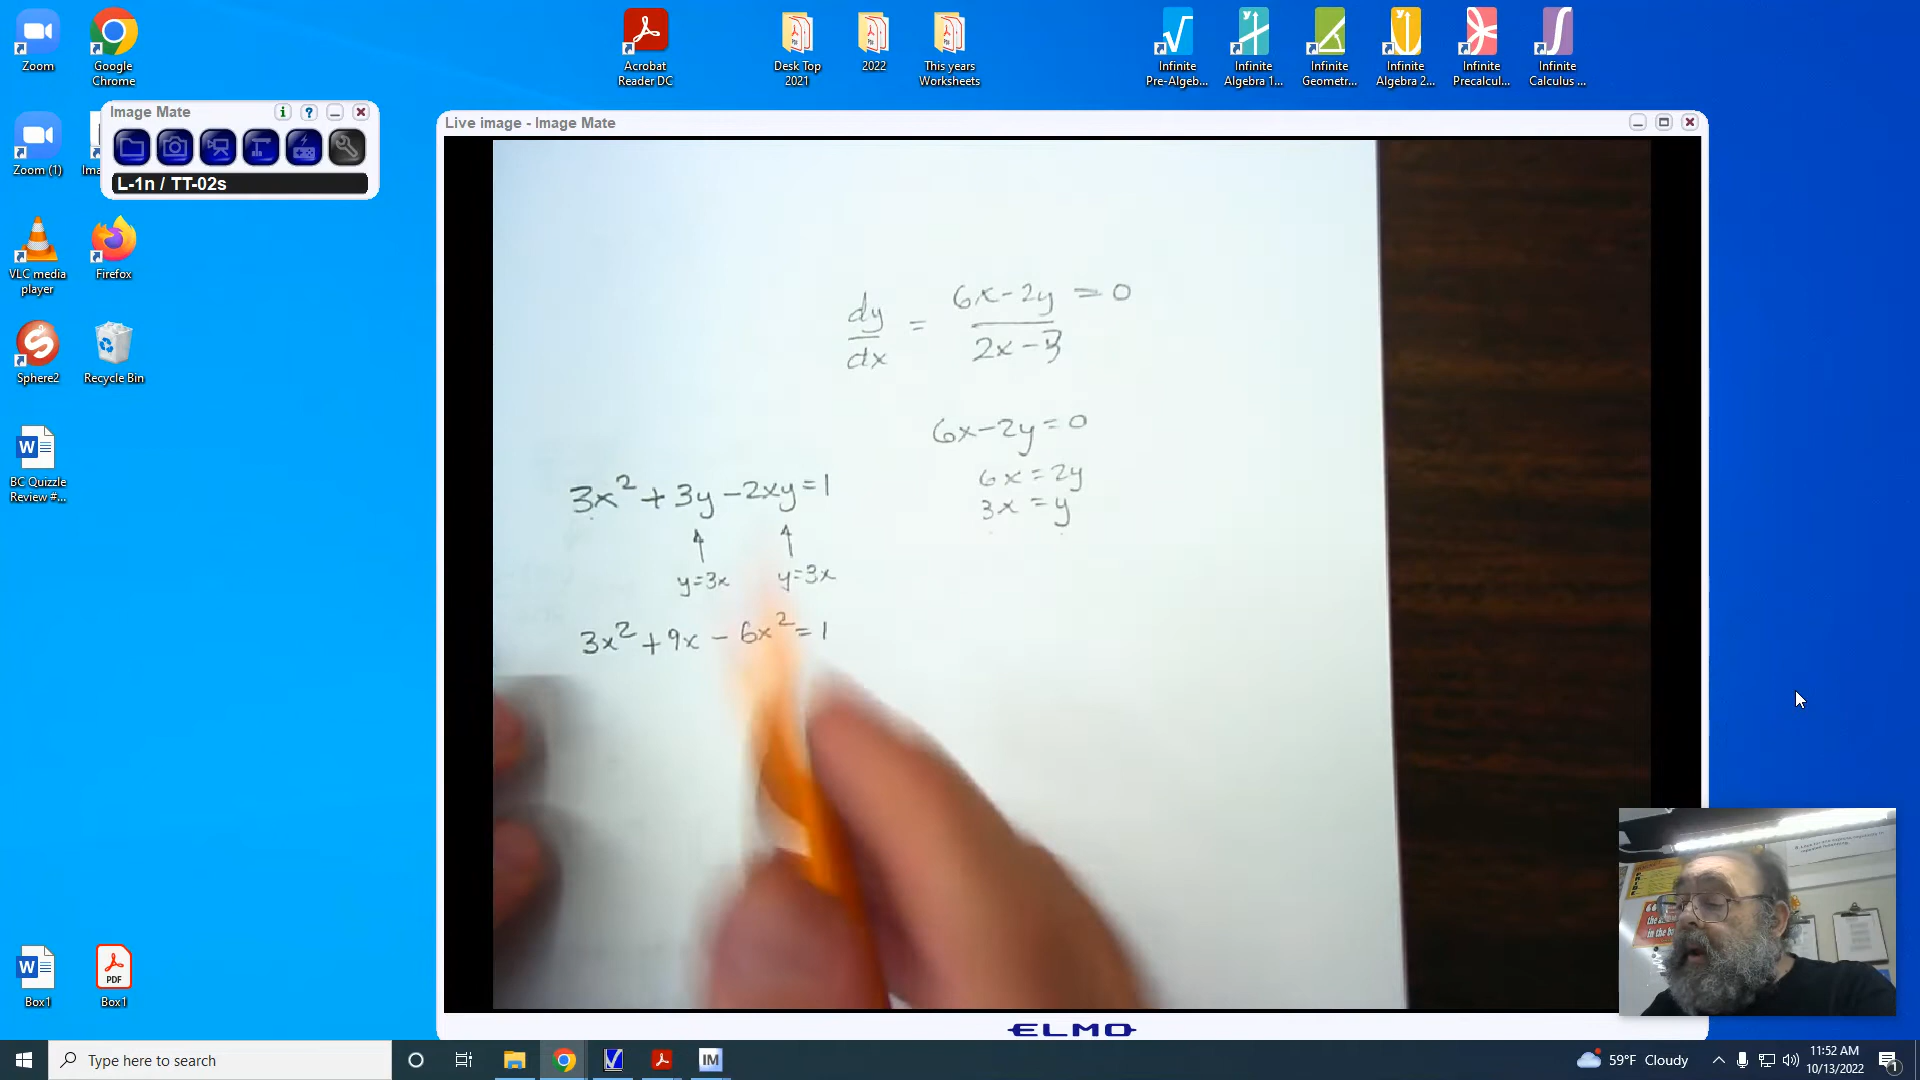 Zoom
Google Chrome
Acrobat Reader DC
Desk Top 2021
2022
This years Worksheets
Infinite Pre-Algeb...
Infinite Algebra 1...
Infinite Geometr...
Infinite Algebra 2...
Infinite Precalcul...
Infinite Calculus ...
Image Mate
L-1n / TT-02s
Zoom (1)
VLC media player
Firefox
Sphere2
Recycle Bin
BC Quizzle Review #...
Box1
Box1
PDF
Live image - Image Mate
dy/dx = 6x-2y/2x-3 = 0
6x-2y=0
6x=2y
3x=y
3x²+3y-2xy=1
y=3x y=3x
3x²+9x-6x²=1
ELMO
Type here to search
IM
59°F Cloudy
11:52 AM
10/13/2022
1